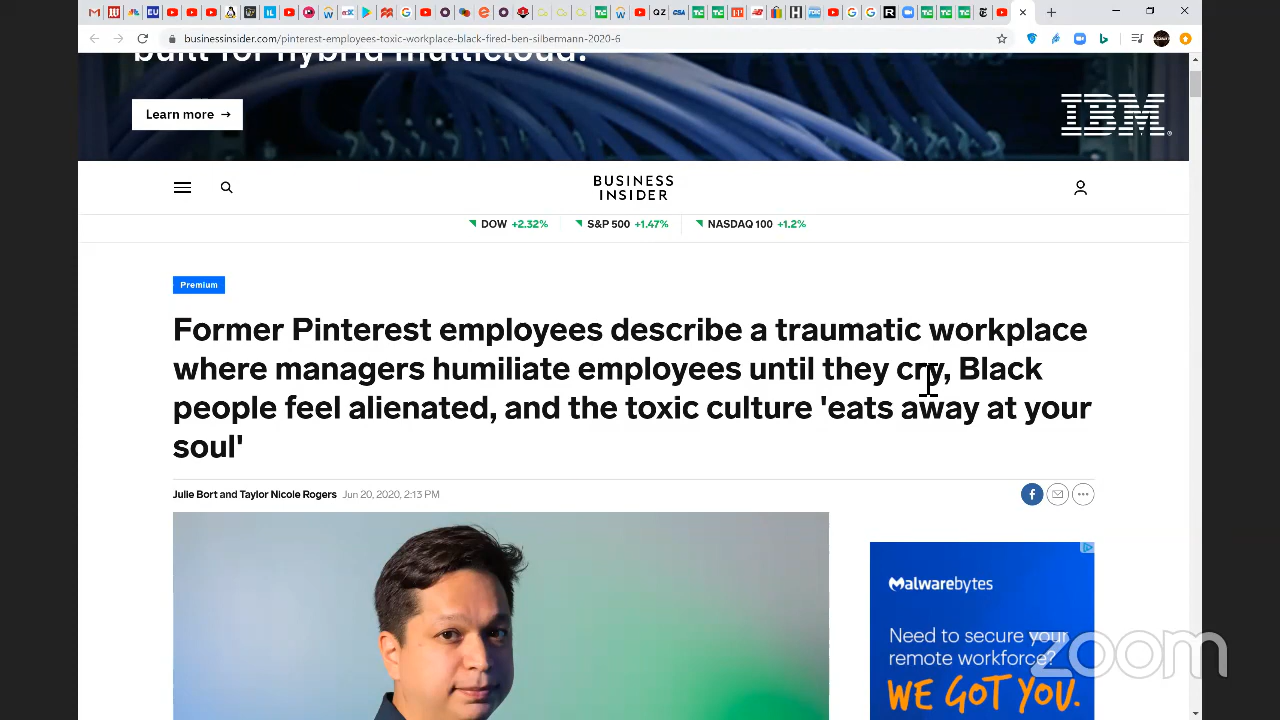 businessinsider.com/pinterest-employees-toxic-workplace-black-fired-ben-silbermann-2020-6
built for hybrid multicloud.
Learn more →
IBM
BUSINESS
INSIDER
DOW +2.32% S&P 500 +1.47% NASDAQ 100 +1.2%
Premium
Former Pinterest employees describe a traumatic workplace
where managers humiliate employees until they cry, Black
people feel alienated, and the toxic culture 'eats away at your
soul'
Julie Bort and Taylor Nicole Rogers Jun 20, 2020, 2:13 PM
Malwarebytes
Need to secure your
remote workforce?
WE GOT YOU.
zoom